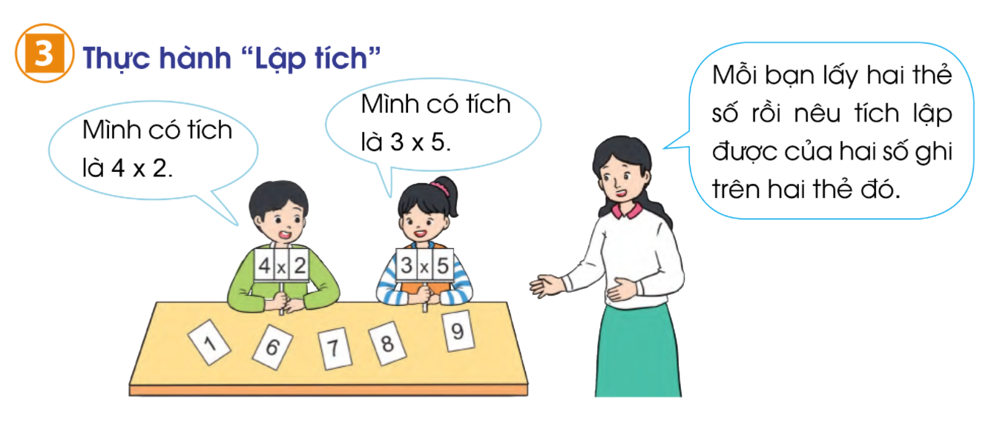 3 Thực hành “Lập tích”
Mình có tích
là 4 x 2.
Mình có tích
là 3 x 5.
Mỗi bạn lấy hai thẻ
số rồi nêu tích lập
được của hai số ghi
trên hai thẻ đó.
4 x 2
3 x 5
1 6 7 8 9